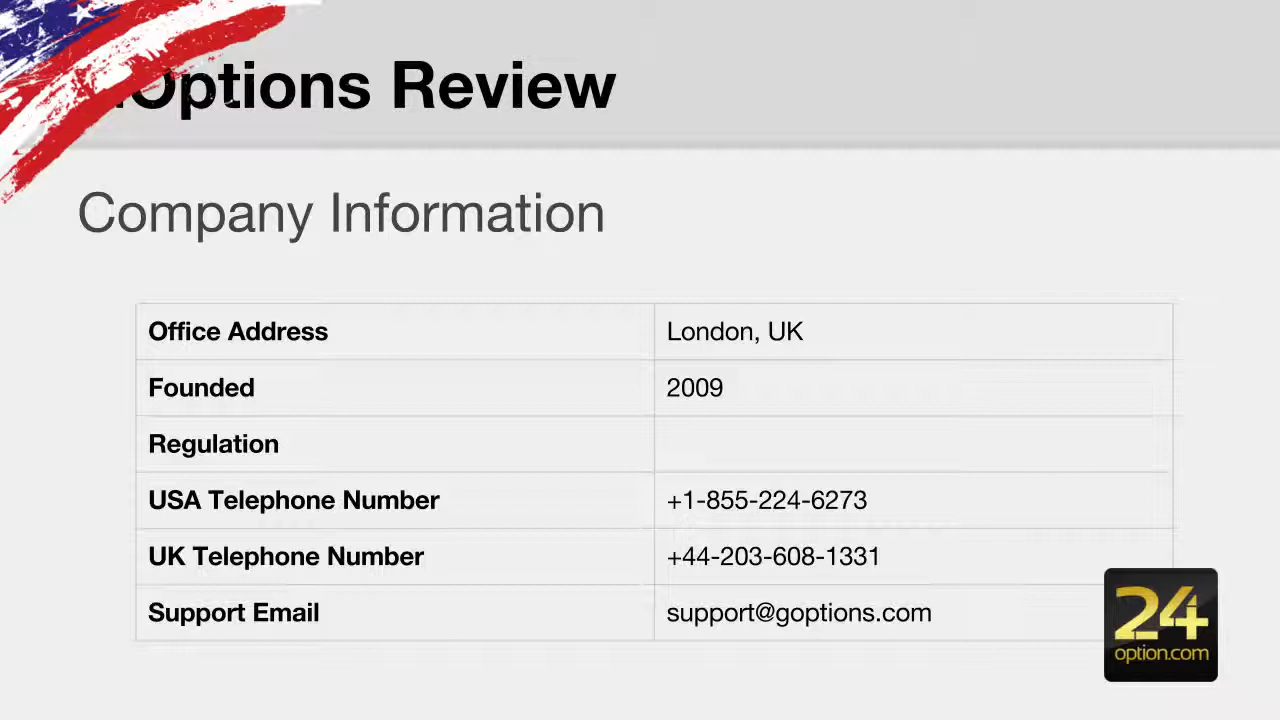 Options Review
Company Information
Office Address London, UK
Founded 2009
Regulation
USA Telephone Number +1-855-224-6273
UK Telephone Number +44-203-608-1331
Support Email support@goptions.com
24
option.com